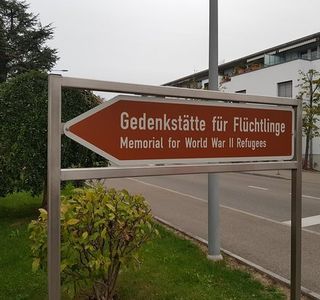 Gedenkstätte für Flüchtlinge
Memorial for World War II Refugees